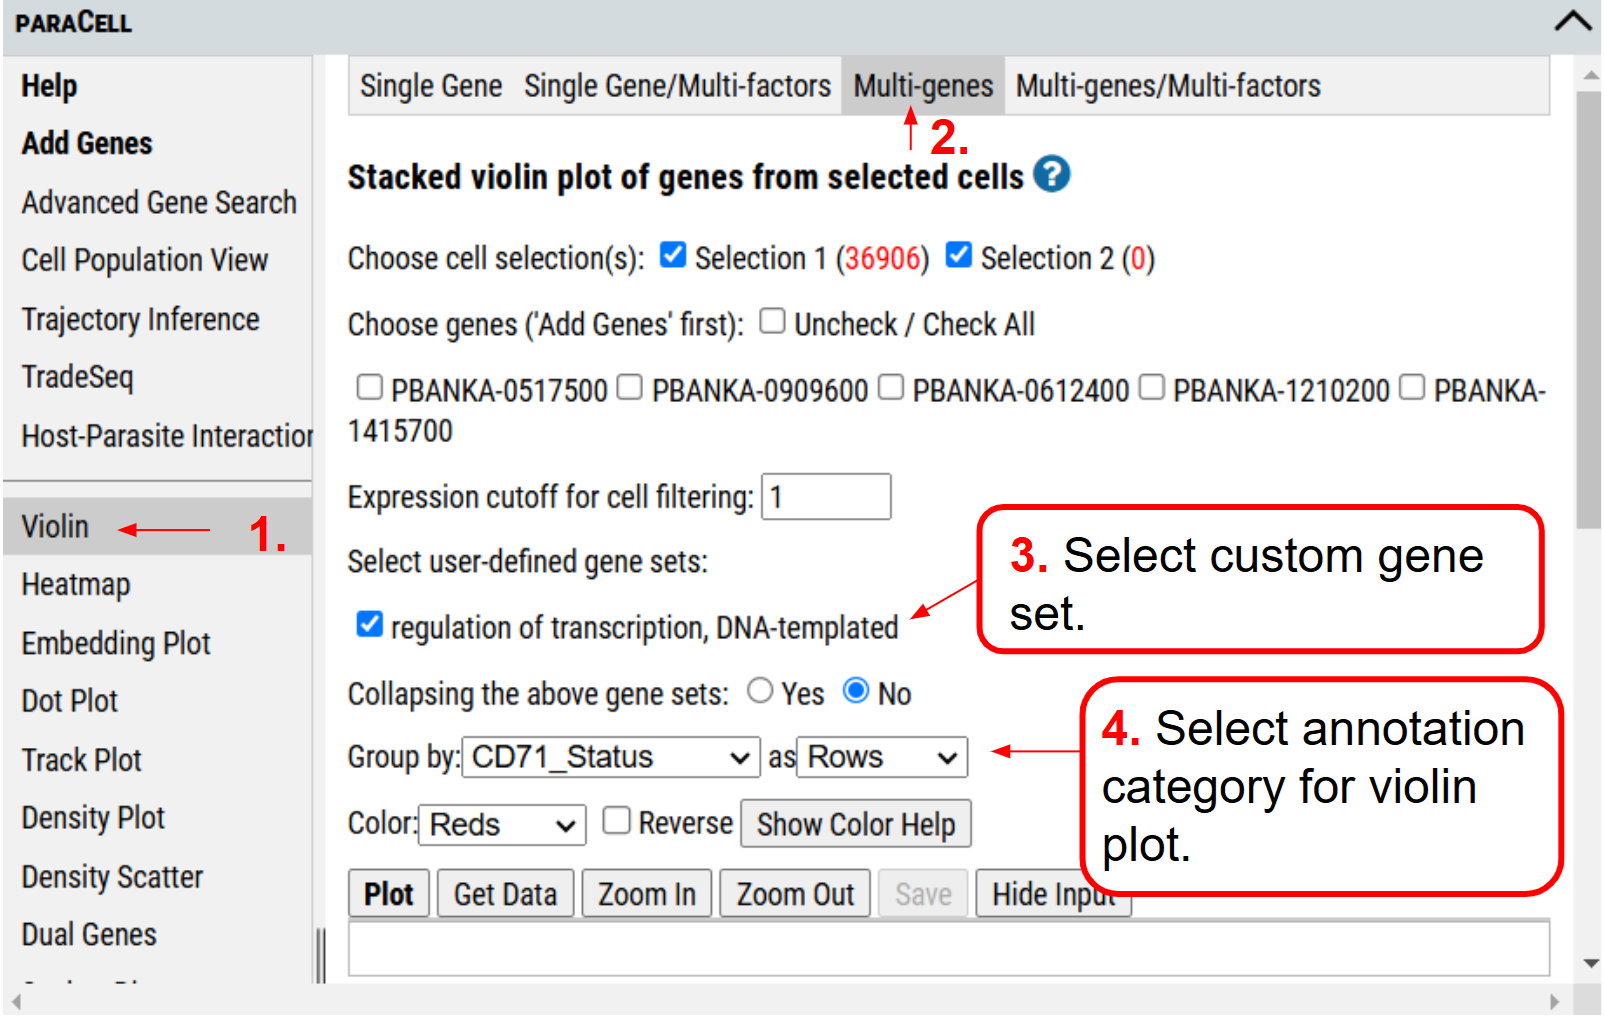 PARACELL
Help
Add Genes
Advanced Gene Search
Cell Population View
Trajectory Inference
TradeSeq
Host-Parasite Interaction
Violin
1.
Heatmap
Embedding Plot
Dot Plot
Track Plot
Density Plot
Density Scatter
Dual Genes
Single Gene Single Gene/Multi-factors Multi-genes Multi-genes/Multi-factors
2.
Stacked violin plot of genes from selected cells ?
Choose cell selection(s): Selection 1 (36906) Selection 2 (0)
Choose genes ('Add Genes' first): Uncheck / Check All
PBANKA-0517500 PBANKA-0909600 PBANKA-0612400 PBANKA-1210200 PBANKA-
1415700
Expression cutoff for cell filtering: 1
Select user-defined gene sets:
regulation of transcription, DNA-templated
3. Select custom gene
set.
Collapsing the above gene sets: Yes No
Group by: CD71_Status as Rows
4. Select annotation
category for violin
plot.
Color: Reds Reverse Show Color Help
Plot Get Data Zoom In Zoom Out Save Hide Input